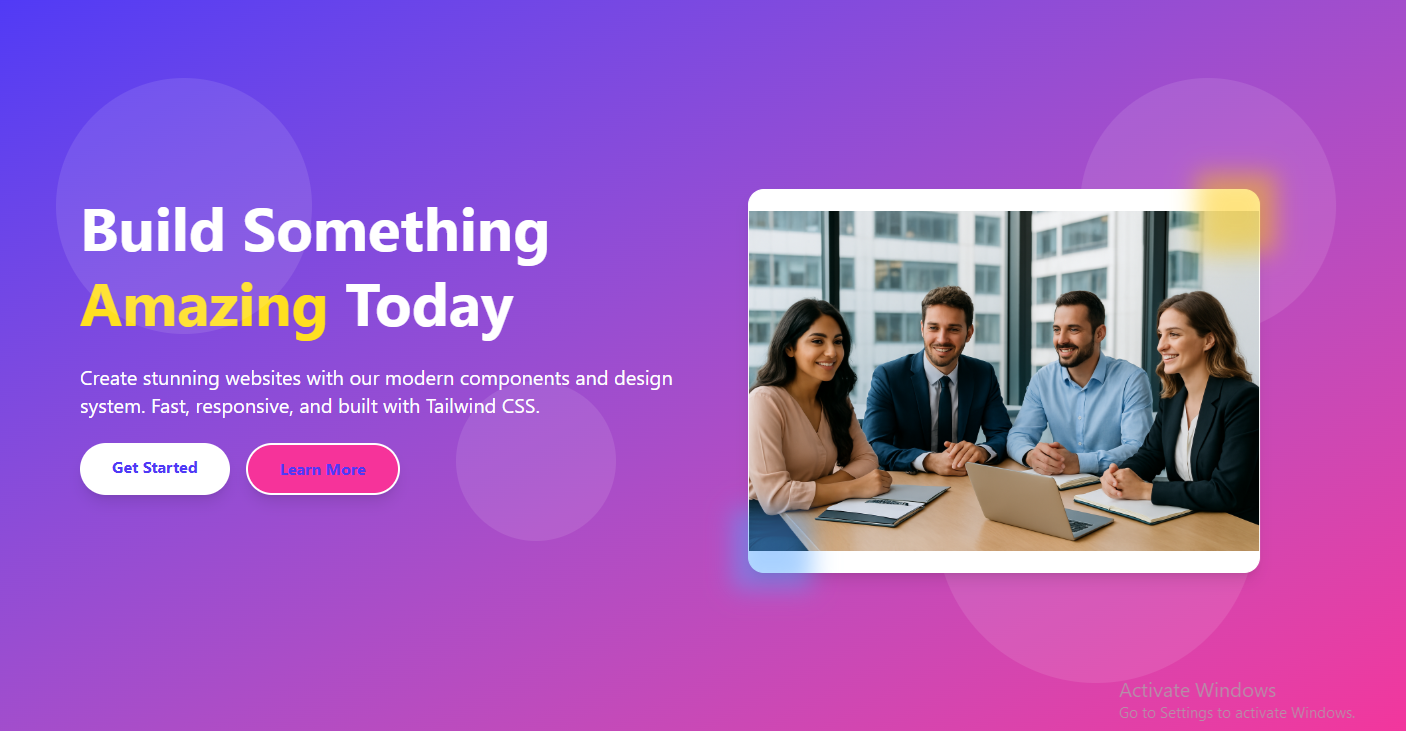 Build Something
Amazing Today
Create stunning websites with our modern components and design
system. Fast, responsive, and built with Tailwind CSS.
Get Started
Learn More
Activate Windows
Go to Settings to activate Windows.